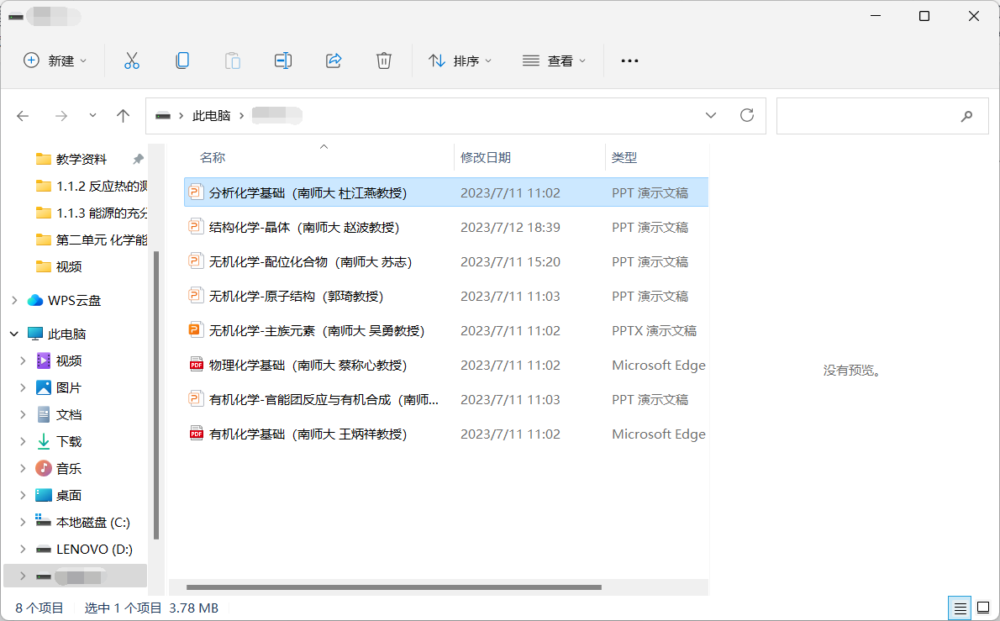 新建
排序
查看
此电脑
名称
修改日期
类型
教学资料
1.1.2 反应热的测
1.1.3 能源的充分
第二单元 化学能
视频
WPS云盘
此电脑
视频
图片
文档
下载
音乐
桌面
本地磁盘 (C:)
LENOVO (D:)
分析化学基础（南师大 杜江燕教授） 2023/7/11 11:02 PPT 演示文稿
结构化学-晶体（南师大 赵波教授） 2023/7/12 18:39 PPT 演示文稿
无机化学-配位化合物（南师大 苏志） 2023/7/11 15:20 PPT 演示文稿
无机化学-原子结构（郭琦教授） 2023/7/11 11:03 PPT 演示文稿
无机化学-主族元素（南师大 吴勇教授） 2023/7/11 11:02 PPTX 演示文稿
物理化学基础（南师大 蔡称心教授） 2023/7/11 11:02 Microsoft Edge
有机化学-官能团反应与有机合成（南师... 2023/7/11 11:03 PPT 演示文稿
有机化学基础（南师大 王炳祥教授） 2023/7/11 11:02 Microsoft Edge
没有预览。
8 个项目 选中 1 个项目 3.78 MB